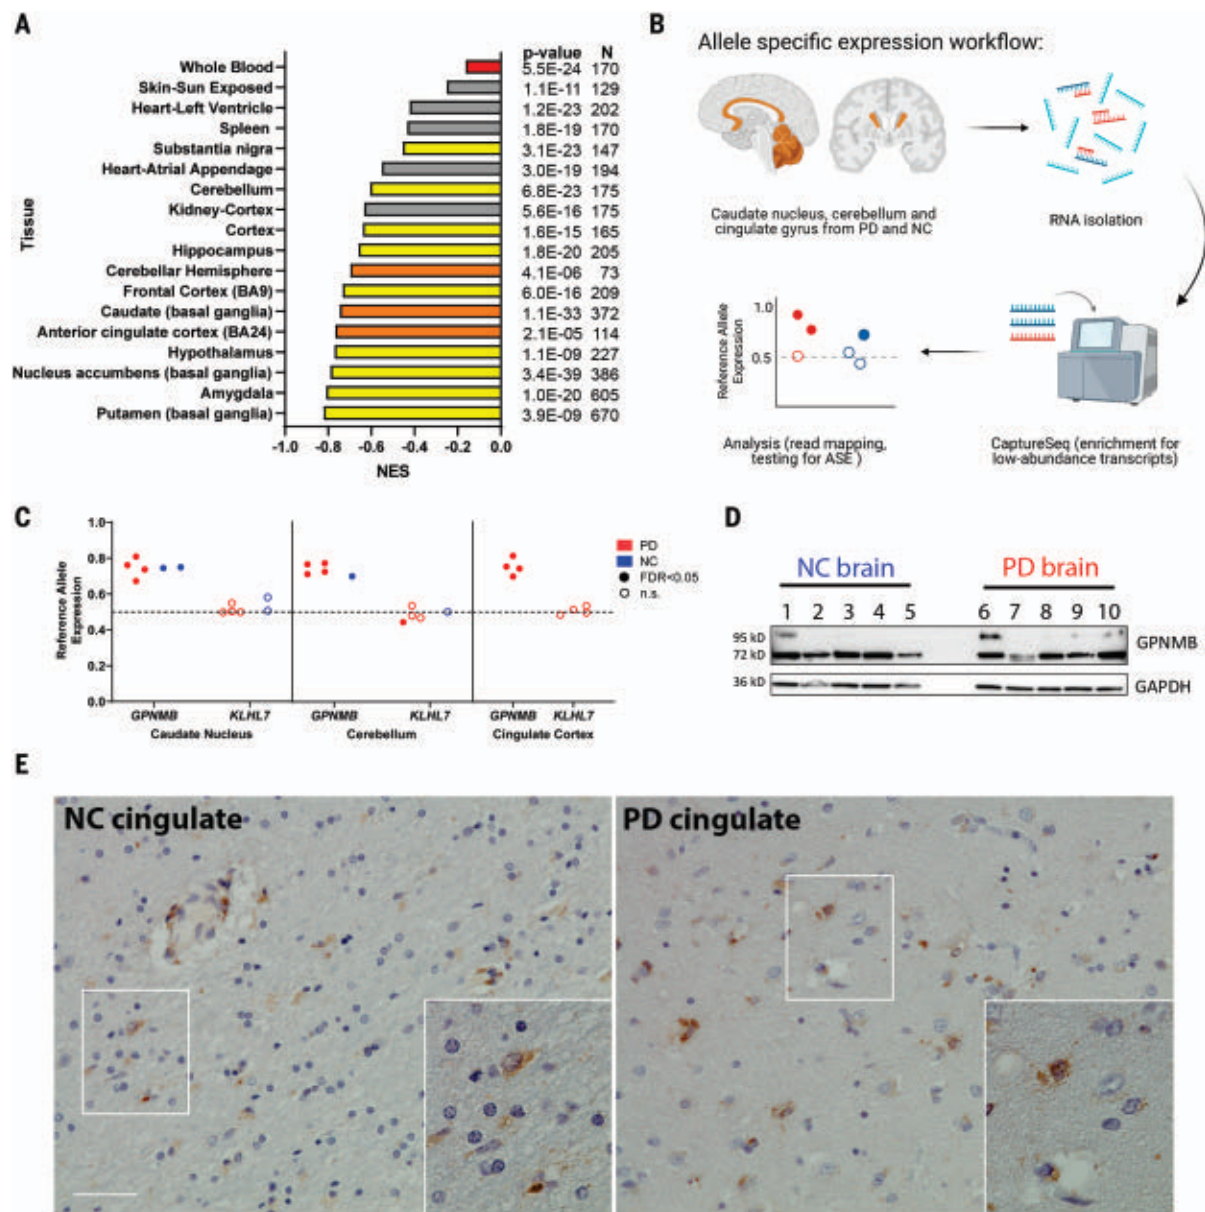 A
p-value N
Whole Blood 5.5E-24 170
Skin-Sun Exposed 1.1E-11 129
Heart-Left Ventricle 1.2E-23 202
Spleen 1.8E-19 170
Substantia nigra 3.1E-23 147
Heart-Atrial Appendage 3.0E-19 194
Cerebellum 6.8E-23 175
Kidney-Cortex 5.6E-16 175
Cortex 1.6E-15 165
Hippocampus 1.8E-20 205
Cerebellar Hemisphere 4.1E-06 73
Frontal Cortex (BA9) 6.0E-16 209
Caudate (basal ganglia) 1.1E-33 372
Anterior cingulate cortex (BA24) 2.1E-05 114
Hypothalamus 1.1E-09 227
Nucleus accumbens (basal ganglia) 3.4E-39 386
Amygdala 1.0E-20 605
Putamen (basal ganglia) 3.9E-09 670
Tissue
-1.0 -0.8 -0.6 -0.4 -0.2 0.0
NES
B
Allele specific expression workflow:
Caudate nucleus, cerebellum and
cingulate gyrus from PD and NC
RNA isolation
1.0
0.5
Reference Allele
Expression
Analysis (read mapping,
testing for ASE )
CaptureSeq (enrichment for
low-abundance transcripts)
C
1.0
0.8
0.6
0.4
0.2
0.0
Reference Allele
Expression
PD
NC
FDR<0.05
n.s.
GPNMB KLHL7 GPNMB KLHL7 GPNMB KLHL7
Caudate Nucleus Cerebellum Cingulate Cortex
D
NC brain PD brain
1 2 3 4 5 6 7 8 9 10
95 kD
72 kD
GPNMB
36 kD
GAPDH
E
NC cingulate
PD cingulate